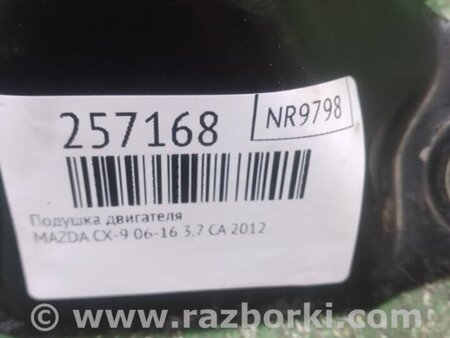 257168
NR9798
Подушка двигателя
MAZDA CX-9 06-16 3.7 CA 2012
www.razborki.com